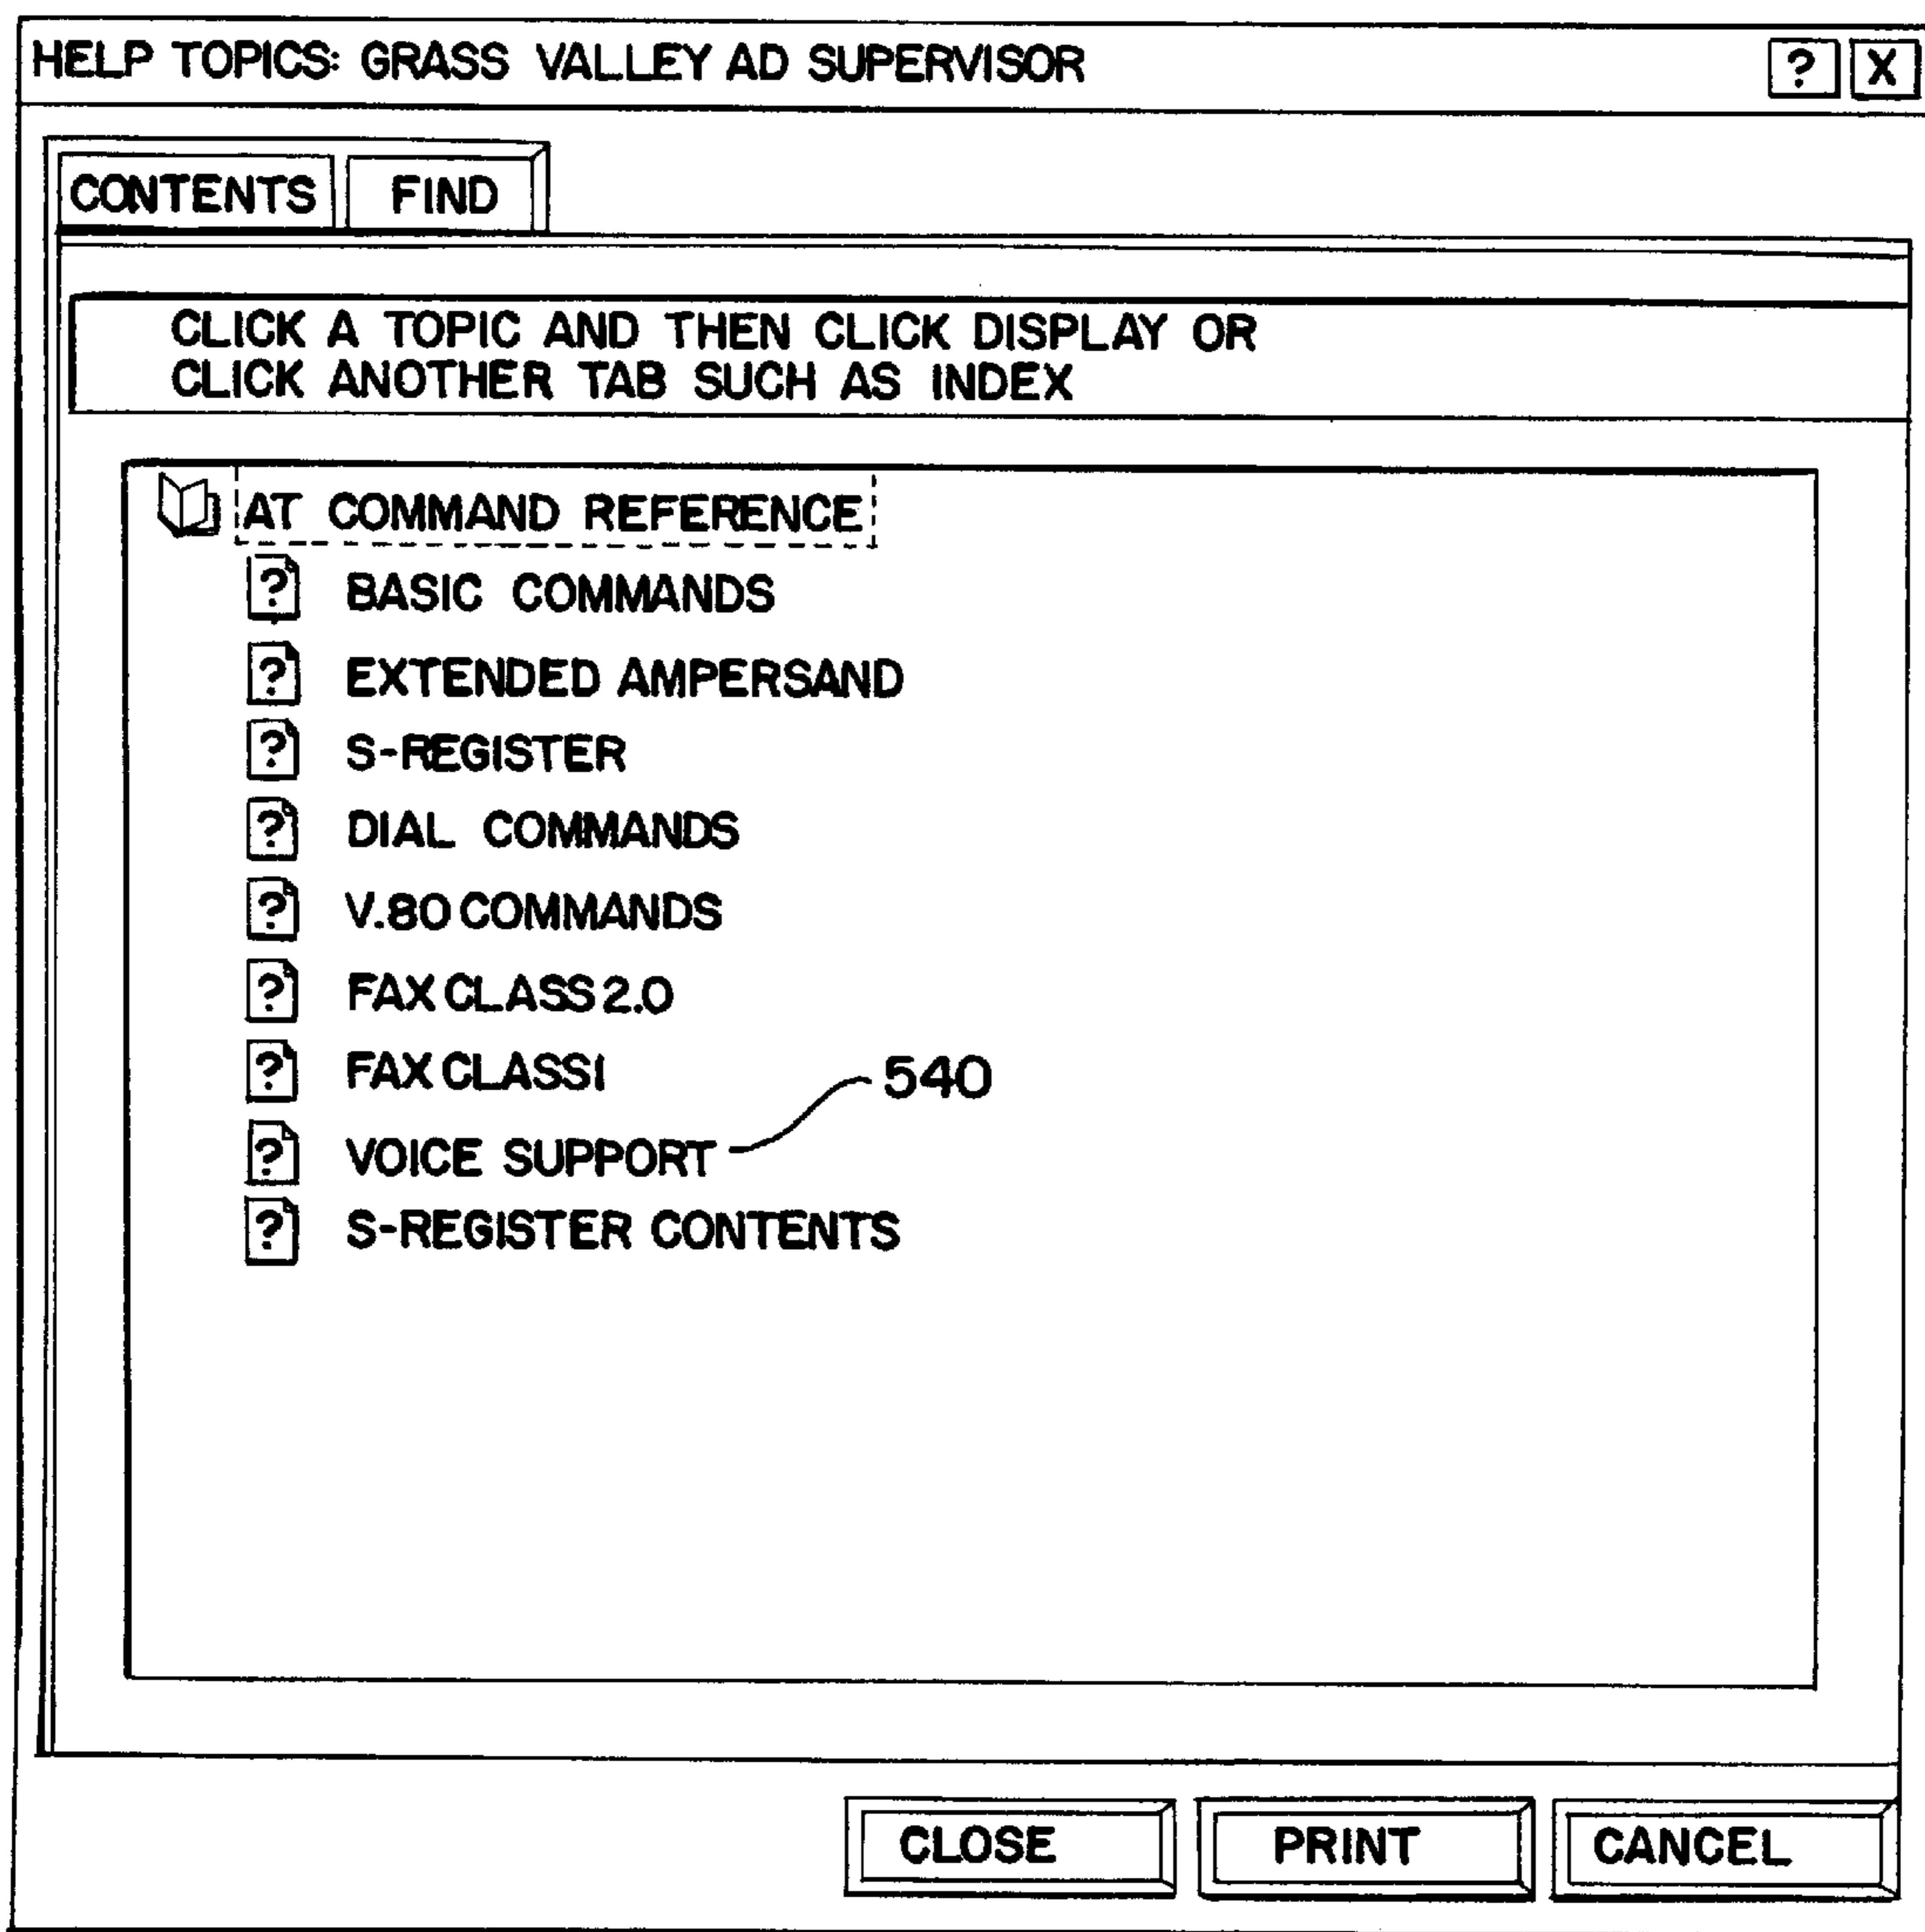 HELP TOPICS: GRASS VALLEY AD SUPERVISOR ? X
CONTENTS FIND
CLICK A TOPIC AND THEN CLICK DISPLAY OR
CLICK ANOTHER TAB SUCH AS INDEX
AT COMMAND REFERENCE
? BASIC COMMANDS
? EXTENDED AMPERSAND
? S-REGISTER
? DIAL COMMANDS
? V.80 COMMANDS
? FAX CLASS 2.0
? FAX CLASS1
540
? VOICE SUPPORT
? S-REGISTER CONTENTS
CLOSE PRINT CANCEL